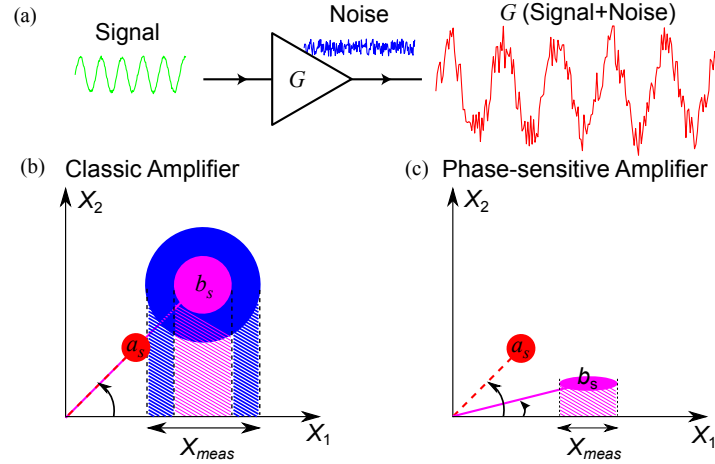 (a)
Signal
Noise
G (Signal+Noise)
G
(b) Classic Amplifier
X2
bs
as
X1
Xmeas
(c) Phase-sensitive Amplifier
X2
as
bs
X1
Xmeas